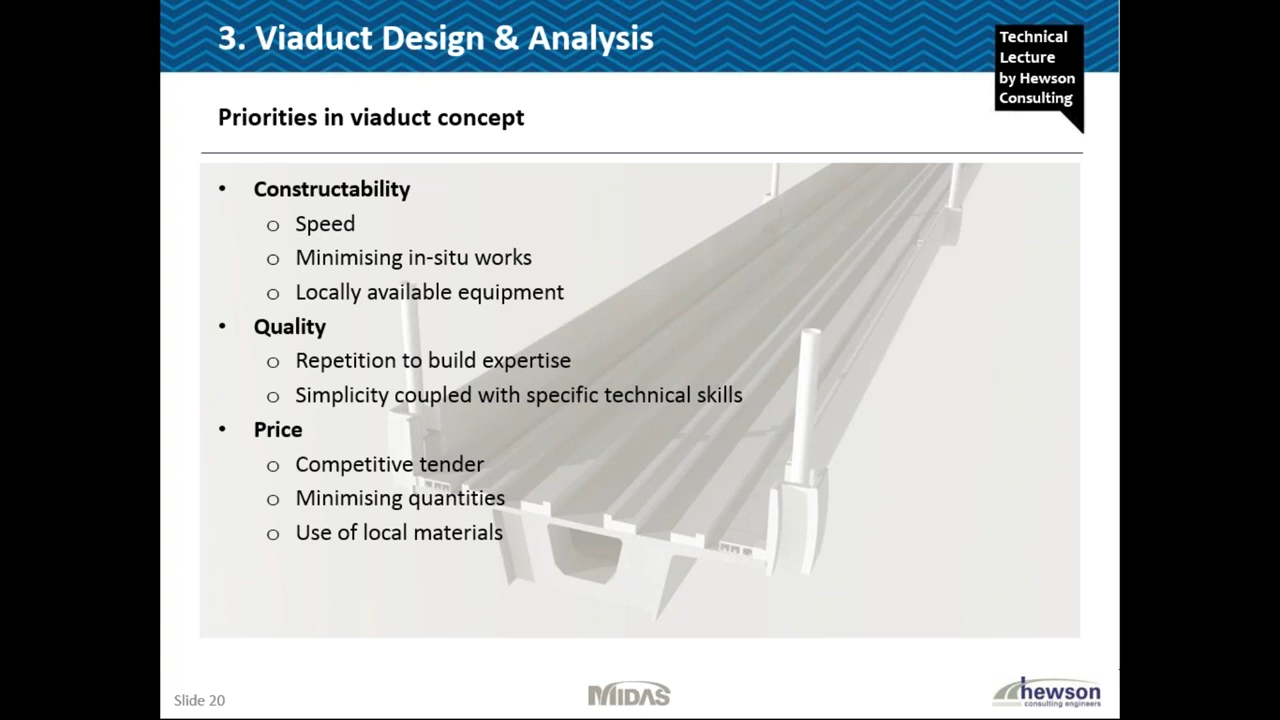 3. Viaduct Design & Analysis
Technical
Lecture
by Hewson
Consulting
Priorities in viaduct concept
• Constructability
o Speed
o Minimising in-situ works
o Locally available equipment
• Quality
o Repetition to build expertise
o Simplicity coupled with specific technical skills
• Price
o Competitive tender
o Minimising quantities
o Use of local materials
Slide 20
MIDAS
hewson
consulting engineers